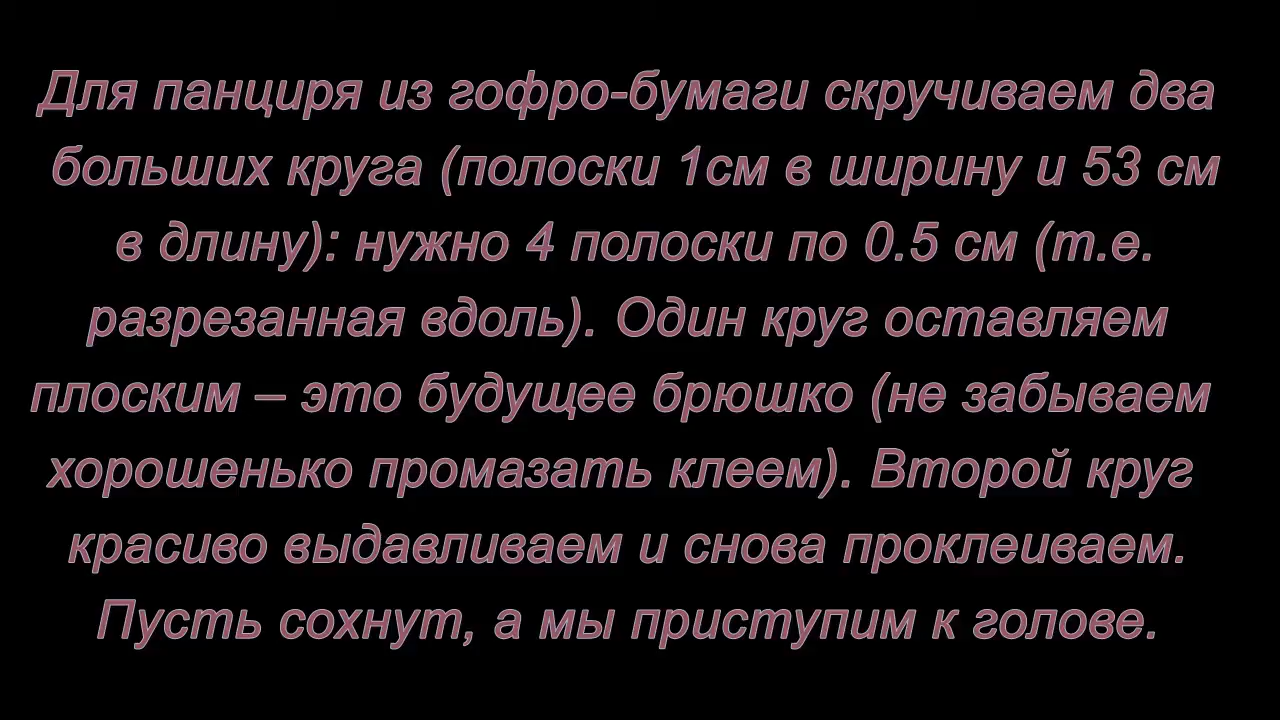 Для панциря из гофро-бумаги скручиваем два
больших круга (полоски 1см в ширину и 53 см
в длину): нужно 4 полоски по 0.5 см (т.е.
разрезанная вдоль). Один круг оставляем
плоским – это будущее брюшко (не забываем
хорошенько промазать клеем). Второй круг
красиво выдавливаем и снова проклеиваем.
Пусть сохнут, а мы приступим к голове.